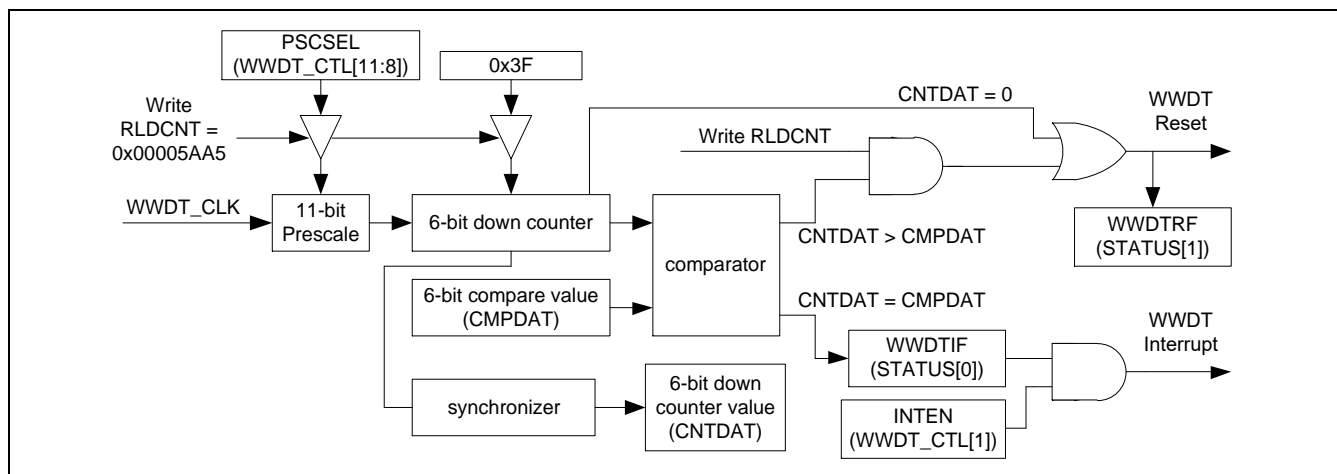 PSCSEL
(WWDT_CTL[11:8])
0x3F
Write
RLDCNT =
0x00005AA5
CNTDAT = 0
WWDT
Reset
Write RLDCNT
WWDT_CLK
11-bit
Prescale
6-bit down counter
WWDTRF
(STATUS[1])
CNTDAT > CMPDAT
comparator
6-bit compare value
(CMPDAT)
CNTDAT = CMPDAT
WWDT
Interrupt
WWDTIF
(STATUS[0])
synchronizer
6-bit down
counter value
(CNTDAT)
INTEN
(WWDT_CTL[1])